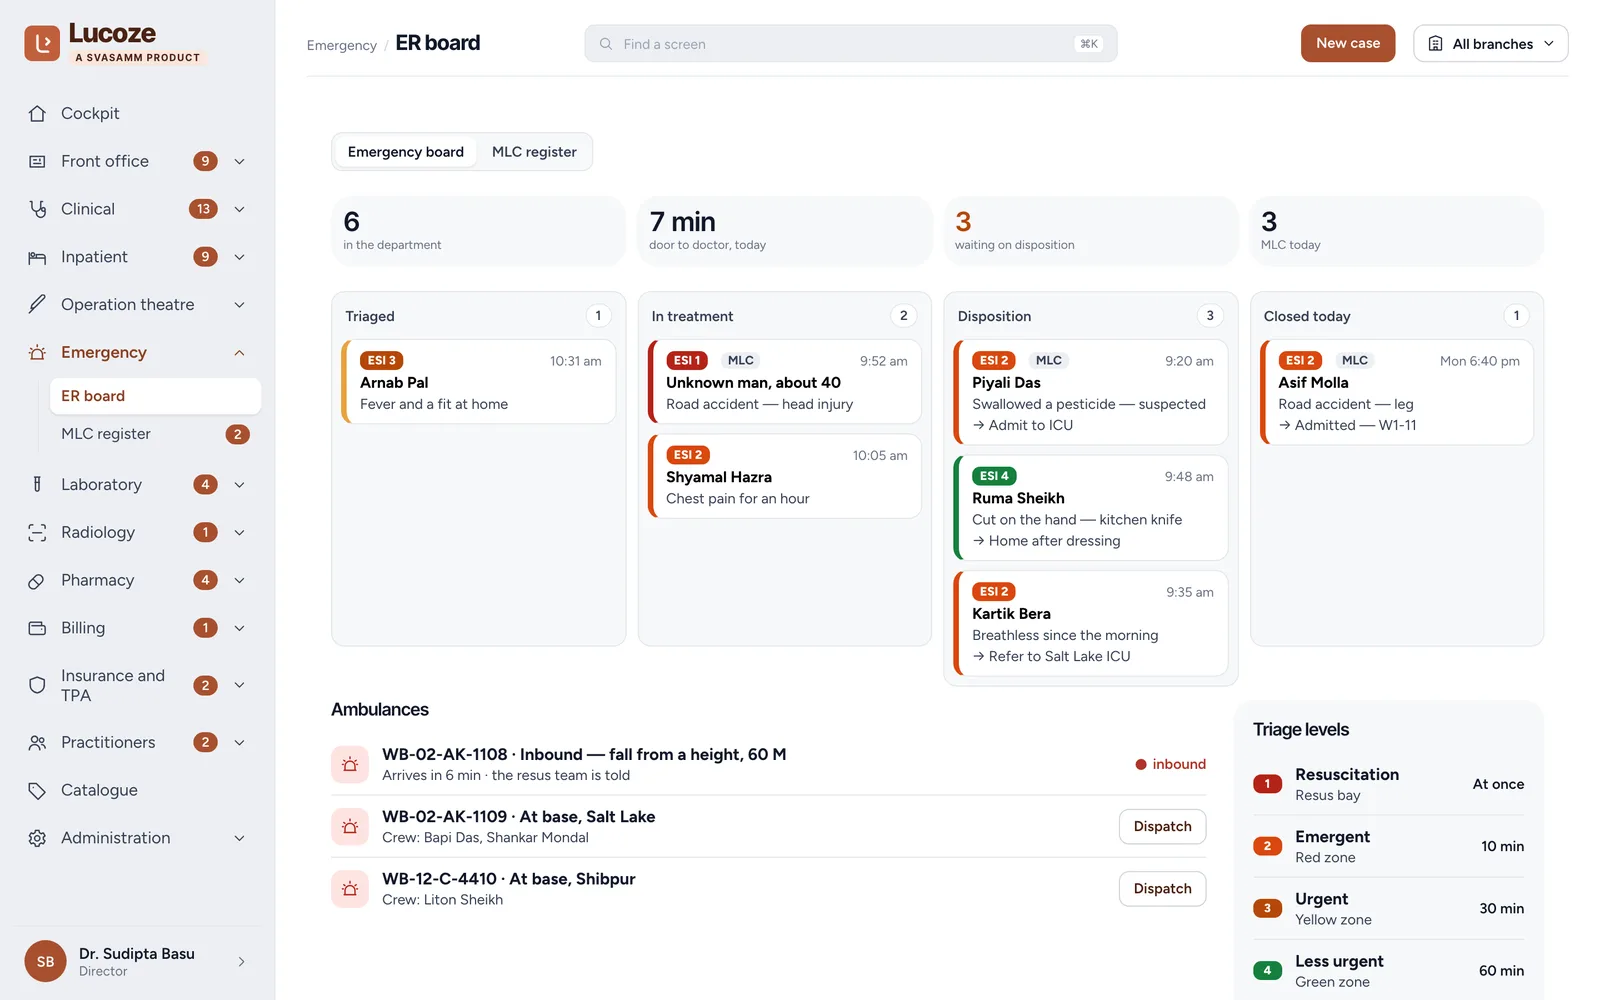 Lucoze
A SVASAMM PRODUCT
Cockpit
Front office 9
Clinical 13
Inpatient 9
Operation theatre
Emergency
ER board
MLC register 2
Laboratory 4
Radiology 1
Pharmacy 4
Billing 1
Insurance and
TPA 2
Practitioners 2
Catalogue
Administration
SB
Dr. Sudipta Basu
Director
Emergency / ER board
Find a screen ⌘K
New case
All branches
Emergency board MLC register
6
in the department
7 min
door to doctor, today
3
waiting on disposition
3
MLC today
Triaged 1
ESI 3 10:31 am
Arnab Pal
Fever and a fit at home
In treatment 2
ESI 1 MLC 9:52 am
Unknown man, about 40
Road accident — head injury
ESI 2 10:05 am
Shyamal Hazra
Chest pain for an hour
Disposition 3
ESI 2 MLC 9:20 am
Piyali Das
Swallowed a pesticide — suspected
→ Admit to ICU
ESI 4 9:48 am
Ruma Sheikh
Cut on the hand — kitchen knife
→ Home after dressing
ESI 2 9:35 am
Kartik Bera
Breathless since the morning
→ Refer to Salt Lake ICU
Closed today 1
ESI 2 MLC Mon 6:40 pm
Asif Molla
Road accident — leg
→ Admitted — W1-11
Ambulances
WB-02-AK-1108 · Inbound — fall from a height, 60 M
Arrives in 6 min · the resus team is told
inbound
WB-02-AK-1109 · At base, Salt Lake
Crew: Bapi Das, Shankar Mondal
Dispatch
WB-12-C-4410 · At base, Shibpur
Crew: Liton Sheikh
Dispatch
Triage levels
1 Resuscitation At once
Resus bay
2 Emergent 10 min
Red zone
3 Urgent 30 min
Yellow zone
4 Less urgent 60 min
Green zone